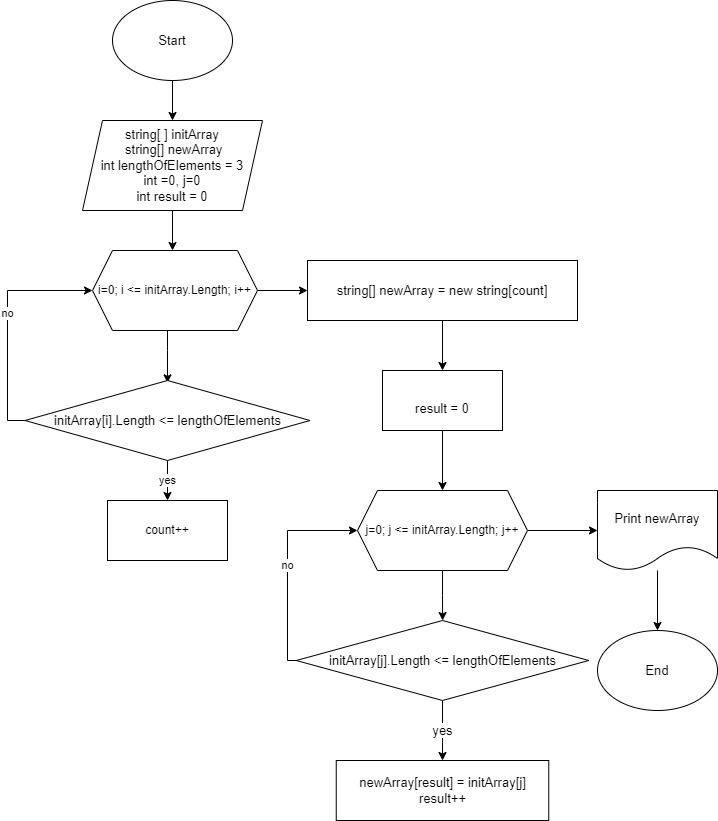 Start
string[ ] initArray
string[] newArray
int lengthOfElements = 3
int =0, j=0
int result = 0
i=0; i <= initArray.Length; i++
string[] newArray = new string[count]
no
result = 0
initArray[i].Length <= lengthOfElements
yes
count++
j=0; j <= initArray.Length; j++
Print newArray
no
initArray[j].Length <= lengthOfElements
End
yes
newArray[result] = initArray[j]
result++